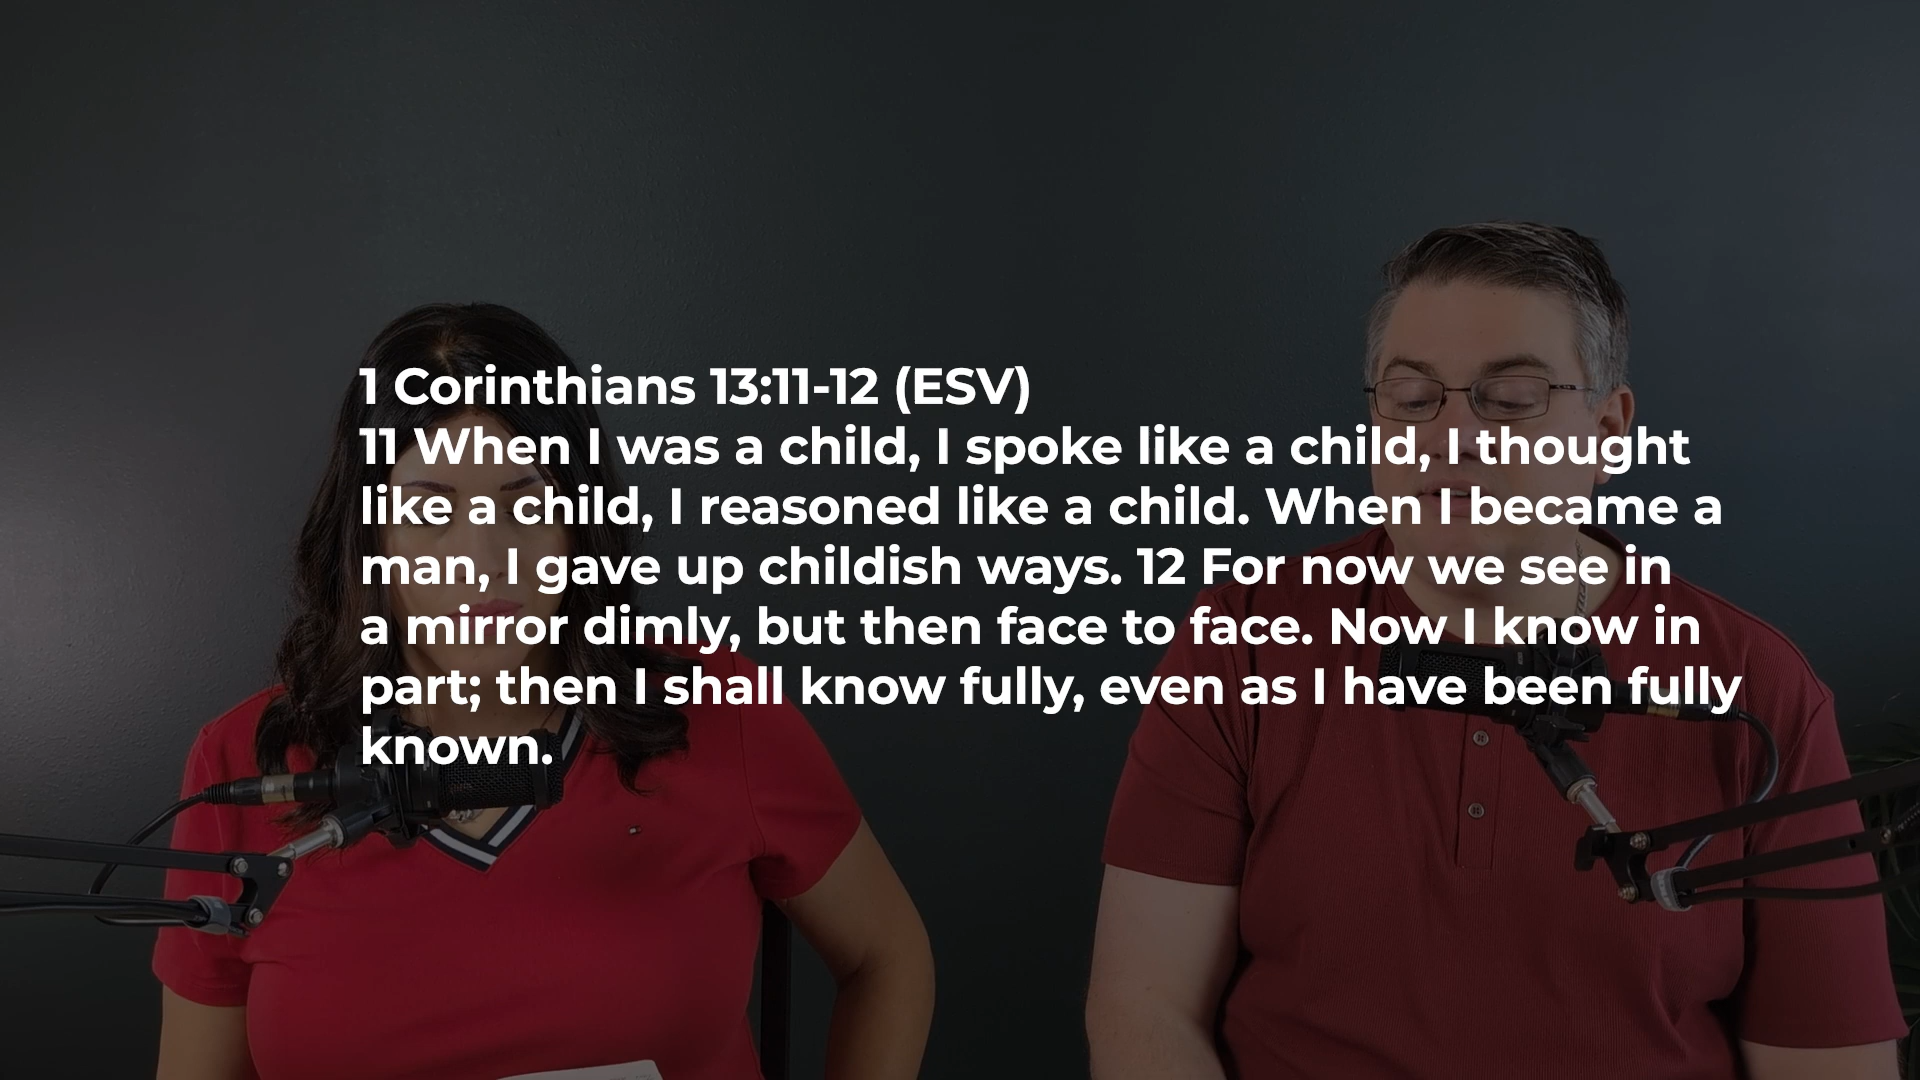 1 Corinthians 13:11-12 (ESV)
11 When I was a child, I spoke like a child, I thought
like a child, I reasoned like a child. When I became a
man, I gave up childish ways. 12 For now we see in
a mirror dimly, but then face to face. Now I know in
part; then I shall know fully, even as I have been fully
known.